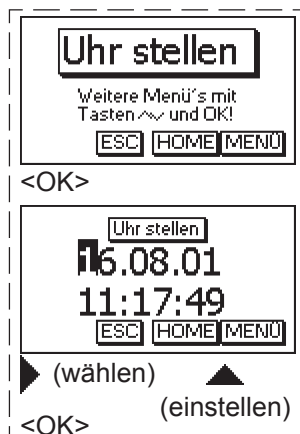 Uhr stellen
Weitere Menü´s mit
Tasten und OK!
ESC HOME MENÜ
<OK>
Uhr stellen
16.08.01
11:17:49
ESC HOME MENÜ
(wählen)
(einstellen)
<OK>